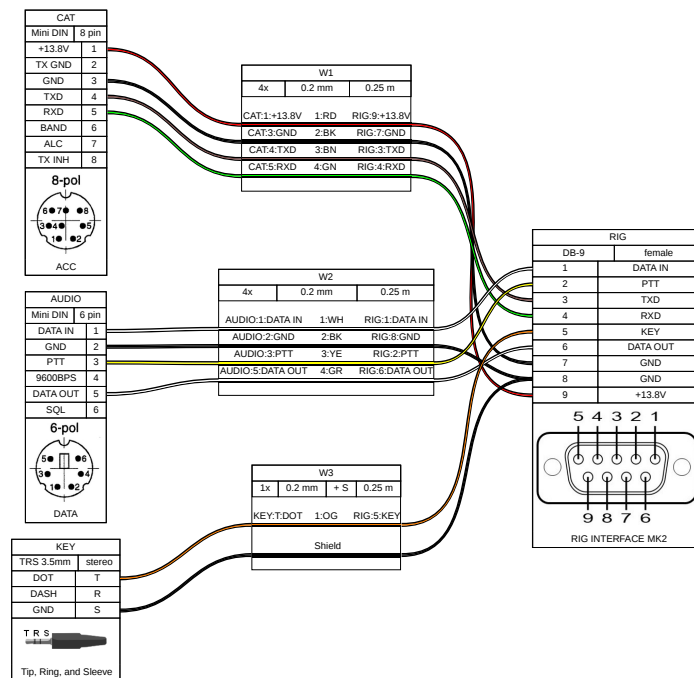 CAT
Mini DIN 8 pin
+13.8V 1
TX GND 2
GND 3
TXD 4
RXD 5
BAND 6
ALC 7
TX INH 8
8-pol
6 7 8
3 4 5
1 2
ACC
W1
4x 0.2 mm 0.25 m
CAT:1:+13.8V 1:RD RIG:9:+13.8V
CAT:3:GND 2:BK RIG:7:GND
CAT:4:TXD 3:BN RIG:3:TXD
CAT:5:RXD 4:GN RIG:4:RXD
AUDIO
Mini DIN 6 pin
DATA IN 1
GND 2
PTT 3
9600BPS 4
DATA OUT 5
SQL 6
6-pol
5 6
3 4
1 2
DATA
W2
4x 0.2 mm 0.25 m
AUDIO:1:DATA IN 1:WH RIG:1:DATA IN
AUDIO:2:GND 2:BK RIG:8:GND
AUDIO:3:PTT 3:YE RIG:2:PTT
AUDIO:5:DATA OUT 4:GR RIG:6:DATA OUT
RIG
DB-9 female
1 DATA IN
2 PTT
3 TXD
4 RXD
5 KEY
6 DATA OUT
7 GND
8 GND
9 +13.8V
5 4 3 2 1
9 8 7 6
RIG INTERFACE MK2
W3
1x 0.2 mm + S 0.25 m
KEY:T:DOT 1:OG RIG:5:KEY
Shield
KEY
TRS 3.5mm stereo
DOT T
DASH R
GND S
T R S
Tip, Ring, and Sleeve